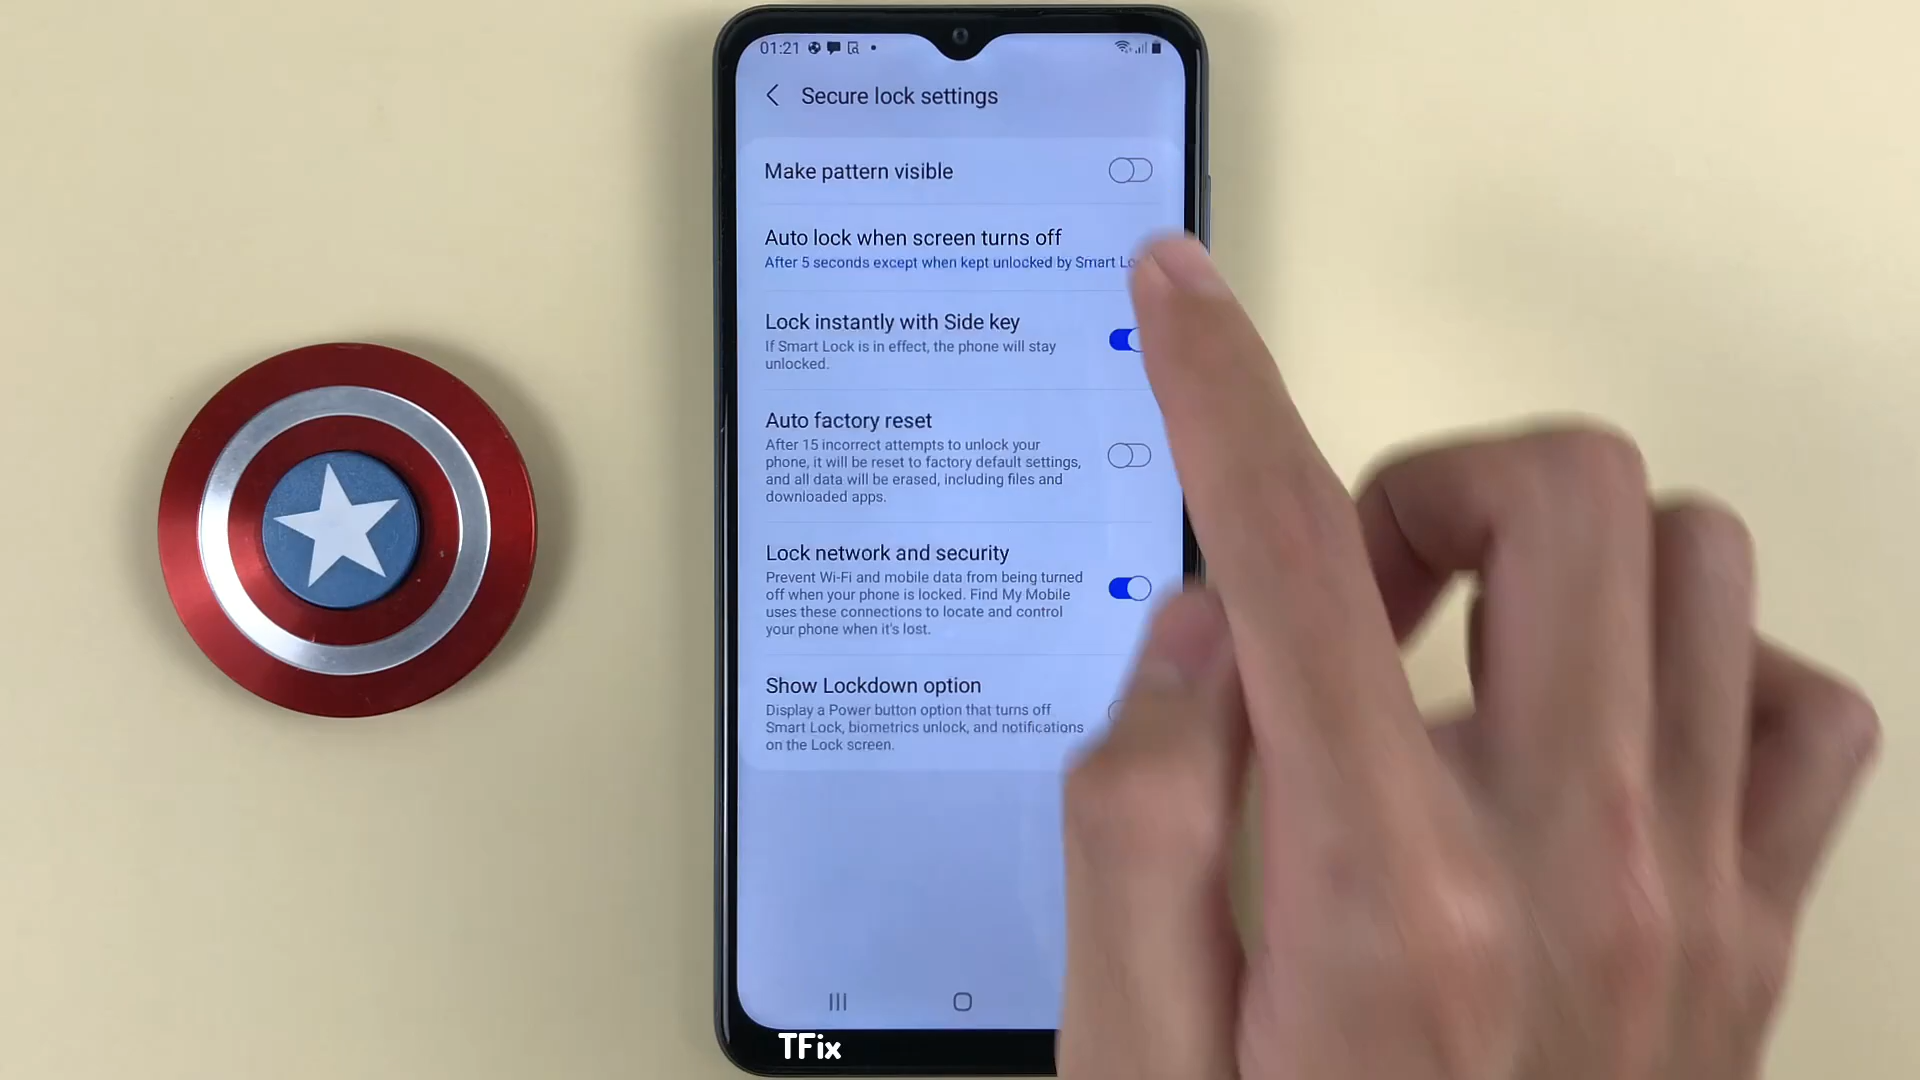 01:21
Secure lock settings
Make pattern visible
Auto lock when screen turns off
After 5 seconds except when kept unlocked by Smart
Lock instantly with Side key
If Smart Lock is in effect, the phone will stay
unlocked.
Auto factory reset
After 15 incorrect attempts to unlock your
phone, it will be reset to factory default settings,
and all data will be erased, including files and
downloaded apps.
Lock network and security
Prevent Wi-Fi and mobile data from being turned
off when your phone is locked. Find My Mobile
uses these connections to locate and control
your phone when it's lost.
Show Lockdown option
Display a Power button option that turns off
Smart Lock, biometrics unlock, and notifications
on the Lock screen.
TFix